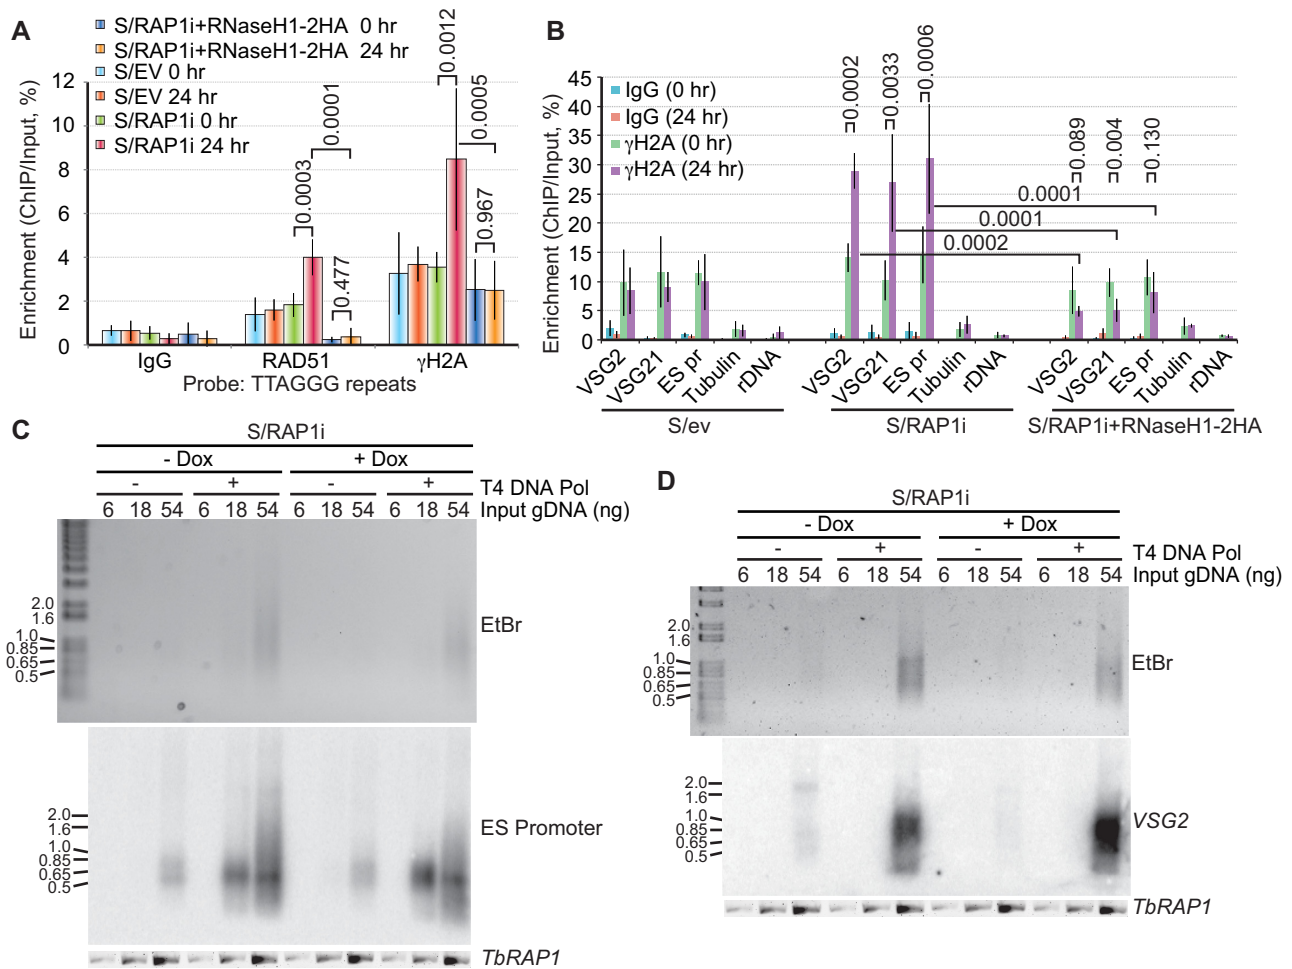 A
S/RAP1i+RNaseH1-2HA 0 hr
S/RAP1i+RNaseH1-2HA 24 hr
S/EV 0 hr
S/EV 24 hr
S/RAP1i 0 hr
S/RAP1i 24 hr
Enrichment (ChIP/Input, %)
12
10
8
6
4
2
0
0.0003
0.0001
0.477
0.0012
0.0005
0.967
IgG RAD51 γH2A
Probe: TTAGGG repeats
B
Enrichment (ChIP/Input, %)
45
40
35
30
25
20
15
10
5
0
IgG (0 hr)
IgG (24 hr)
γH2A (0 hr)
γH2A (24 hr)
0.0002
0.0033
0.0006
0.089
0.004
0.130
0.0001
0.0001
0.0002
VSG2 VSG21 ES pr Tubulin rDNA VSG2 VSG21 ES pr Tubulin rDNA VSG2 VSG21 ES pr Tubulin rDNA
S/ev S/RAP1i S/RAP1i+RNaseH1-2HA
C
S/RAP1i
- Dox + Dox
- + - + T4 DNA Pol
6 18 54 6 18 54 6 18 54 6 18 54 Input gDNA (ng)
2.0
1.6
1.0
0.85
0.65
0.5
EtBr
2.0
1.6
1.0
0.85
0.65
0.5
ES Promoter
TbRAP1
D
S/RAP1i
- Dox + Dox
- + - + T4 DNA Pol
6 18 54 6 18 54 6 18 54 6 18 54 Input gDNA (ng)
2.0
1.6
1.0
0.85
0.65
0.5
EtBr
2.0
1.6
1.0
0.85
0.65
0.5
VSG2
TbRAP1